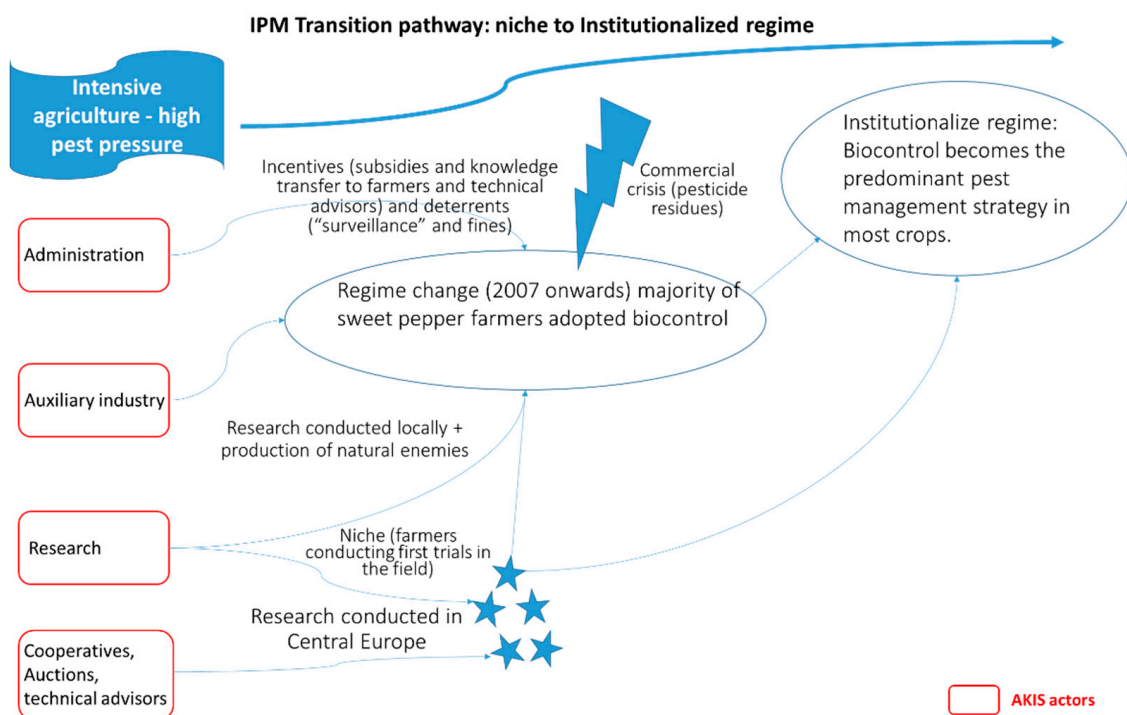 IPM Transition pathway: niche to Institutionalized regime
Intensive
agriculture - high
pest pressure
Incentives (subsidies and knowledge
transfer to farmers and technical
advisors) and deterrents
("surveillance" and fines)
Commercial
crisis (pesticide
residues)
Institutionalize regime:
Biocontrol becomes the
predominant pest
management strategy in
most crops.
Administration
Regime change (2007 onwards) majority of
sweet pepper farmers adopted biocontrol
Auxiliary industry
Research conducted locally +
production of natural enemies
Research
Niche (farmers
conducting first trials in
the field)
Research conducted in
Central Europe
Cooperatives,
Auctions,
technical advisors
AKIS actors